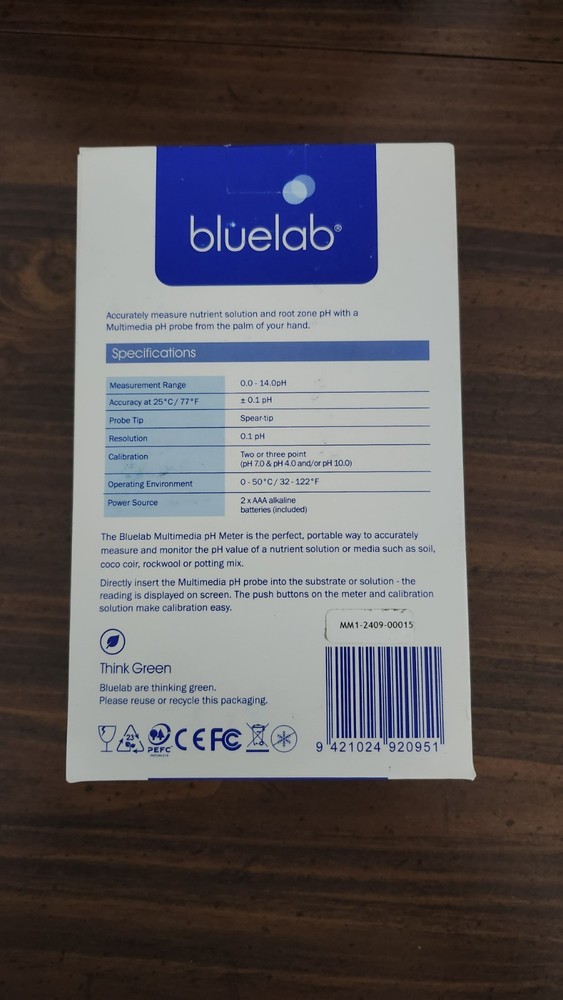 bluelab®
Accurately measure nutrient solution and root zone pH with a
Multimedia pH probe from the palm of your hand.
Specifications
Measurement Range 0.0 - 14.0pH
Accuracy at 25°C/ 77°F ± 0.1 pH
Probe Tip Spear-tip
Resolution 0.1 pH
Calibration Two or three point
(pH 7.0 & pH 4.0 and/or pH 10.0)
Operating Environment 0 - 50°C / 32 - 122°F
Power Source 2 x AAA alkaline
batteries (included)
The Bluelab Multimedia pH Meter is the perfect, portable way to accurately
measure and monitor the pH value of a nutrient solution or media such as soil,
coco coir, rockwool or potting mix.
Directly insert the Multimedia pH probe into the substrate or solution - the
reading is displayed on screen. The push buttons on the meter and calibration
solution make calibration easy.
MM1-2409-00015
Think Green
Bluelab are thinking green.
Please reuse or recycle this packaging.
23
PEFC
CE FC
9 421024 920951